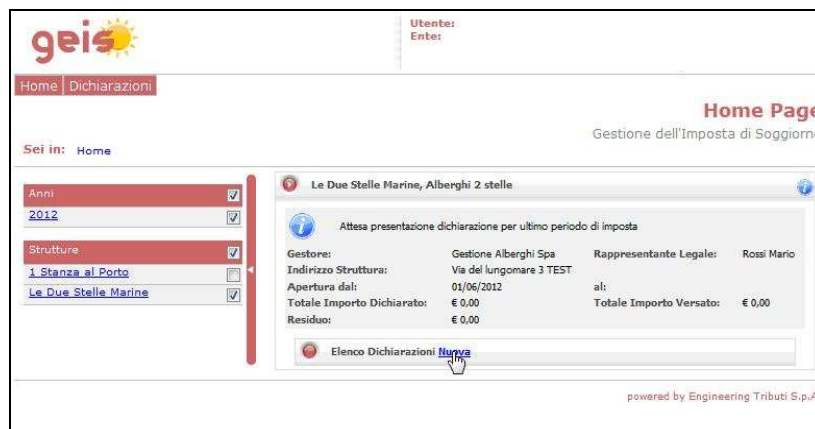 geis
Utente:
Ente:
Home Dichiarazioni
Home Page
Gestione dell'Imposta di Soggiorno
Sei in: Home
Anni
2012
Strutture
1 Stanza al Porto
Le Due Stelle Marine
Le Due Stelle Marine, Alberghi 2 stelle
Attesa presentazione dichiarazione per ultimo periodo di imposta
Gestore: Gestione Alberghi Spa Rappresentante Legale: Rossi Mario
Indirizzo Struttura: Via del lungomare 3 TEST
Apertura dal: 01/06/2012 al:
Totale Importo Dichiarato: € 0,00 Totale Importo Versato: € 0,00
Residuo: € 0,00
Elenco Dichiarazioni Nuova
powered by Engineering Tributi S.p.A